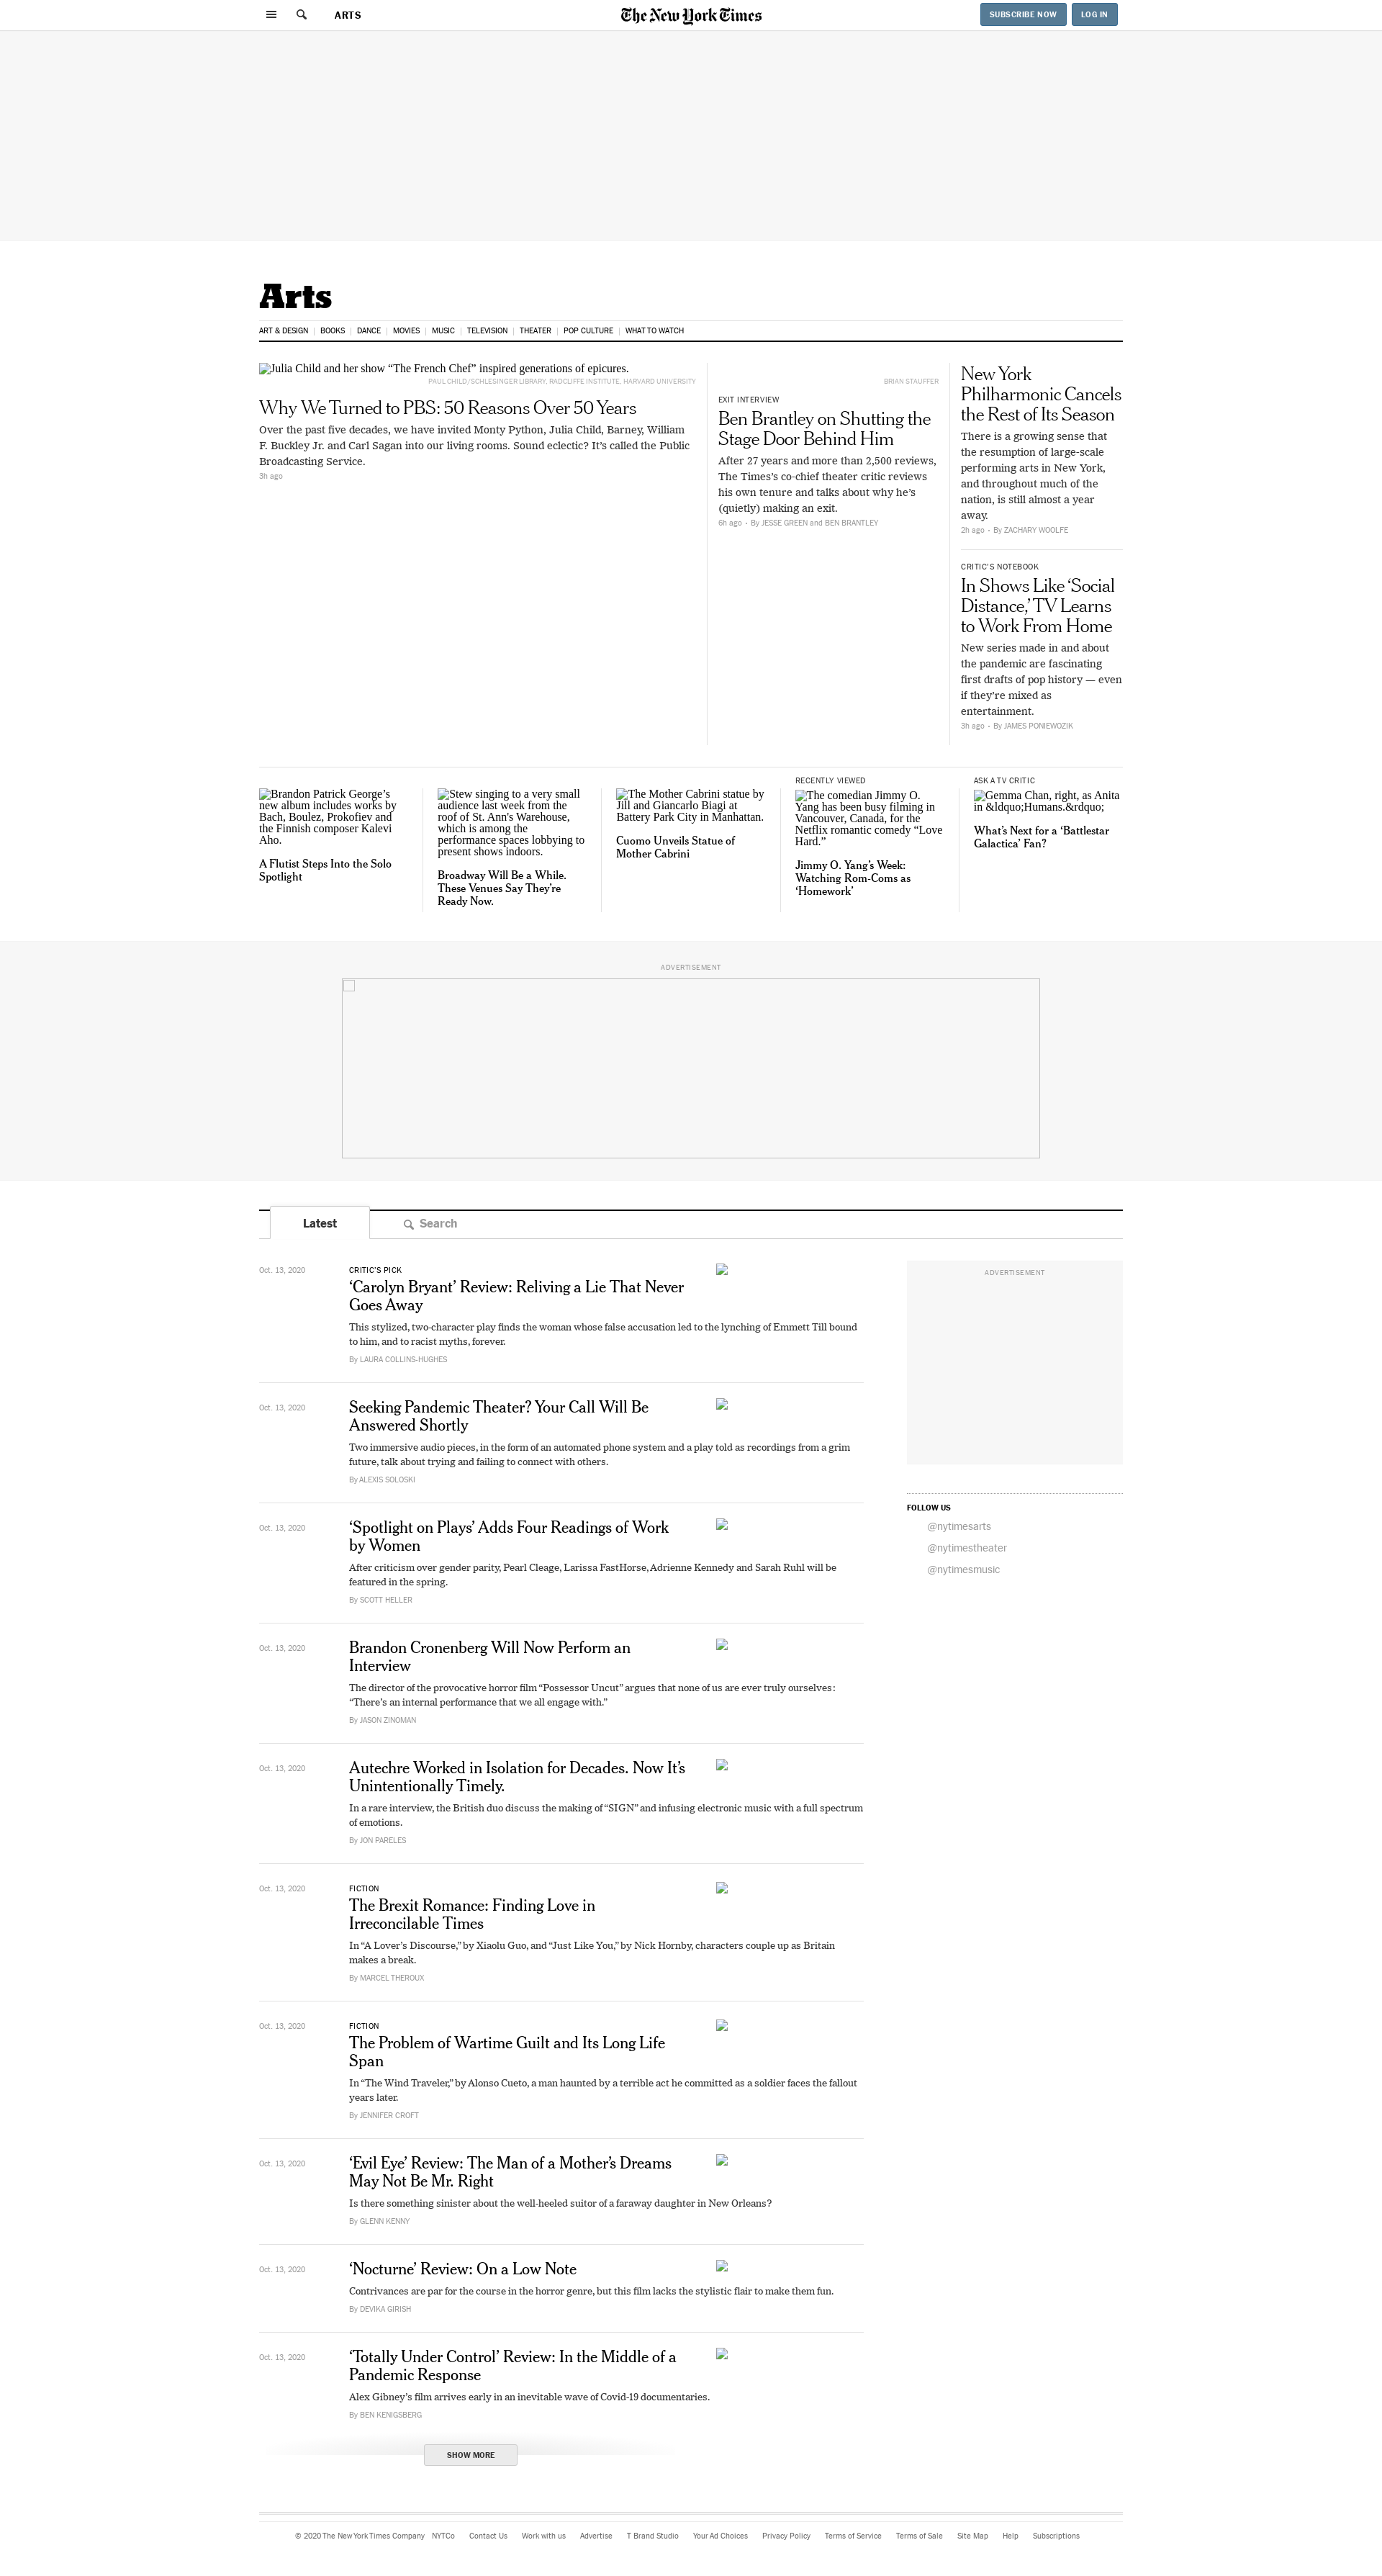 ARTS
The New York Times
SUBSCRIBE NOW
LOG IN
Arts
ART & DESIGN
BOOKS
DANCE
MOVIES
MUSIC
TELEVISION
THEATER
POP CULTURE
WHAT TO WATCH
Julia Child and her show “The French Chef” inspired generations of epicures.
PAUL CHILD/SCHLESINGER LIBRARY, RADCLIFFE INSTITUTE, HARVARD UNIVERSITY
Why We Turned to PBS: 50 Reasons Over 50 Years
Over the past five decades, we have invited Monty Python, Julia Child, Barney, William
F. Buckley Jr. and Carl Sagan into our living rooms. Sound eclectic? It’s called the Public
Broadcasting Service.
3h ago
BRIAN STAUFFER
EXIT INTERVIEW
Ben Brantley on Shutting the
Stage Door Behind Him
After 27 years and more than 2,500 reviews,
The Times’s co-chief theater critic reviews
his own tenure and talks about why he’s
(quietly) making an exit.
6h ago • By JESSE GREEN and BEN BRANTLEY
New York
Philharmonic Cancels
the Rest of Its Season
There is a growing sense that
the resumption of large-scale
performing arts in New York,
and throughout much of the
nation, is still almost a year
away.
2h ago • By ZACHARY WOOLFE
CRITIC’S NOTEBOOK
In Shows Like ‘Social
Distance,’ TV Learns
to Work From Home
New series made in and about
the pandemic are fascinating
first drafts of pop history — even
if they’re mixed as
entertainment.
3h ago • By JAMES PONIEWOZIK
Brandon Patrick George’s
new album includes works by
Bach, Boulez, Prokofiev and
the Finnish composer Kalevi
Aho.
A Flutist Steps Into the Solo
Spotlight
Stew singing to a very small
audience last week from the
roof of St. Ann's Warehouse,
which is among the
performance spaces lobbying to
present shows indoors.
Broadway Will Be a While.
These Venues Say They’re
Ready Now.
The Mother Cabrini statue by
Jill and Giancarlo Biagi at
Battery Park City in Manhattan.
Cuomo Unveils Statue of
Mother Cabrini
RECENTLY VIEWED
The comedian Jimmy O.
Yang has been busy filming in
Vancouver, Canada, for the
Netflix romantic comedy “Love
Hard.”
Jimmy O. Yang’s Week:
Watching Rom-Coms as
‘Homework’
ASK A TV CRITIC
Gemma Chan, right, as Anita
in &ldquo;Humans.&rdquo;
What’s Next for a ‘Battlestar
Galactica’ Fan?
ADVERTISEMENT
Latest
Search
Oct. 13, 2020
CRITIC’S PICK
‘Carolyn Bryant’ Review: Reliving a Lie That Never
Goes Away
This stylized, two-character play finds the woman whose false accusation led to the lynching of Emmett Till bound
to him, and to racist myths, forever.
By LAURA COLLINS-HUGHES
Oct. 13, 2020
Seeking Pandemic Theater? Your Call Will Be
Answered Shortly
Two immersive audio pieces, in the form of an automated phone system and a play told as recordings from a grim
future, talk about trying and failing to connect with others.
By ALEXIS SOLOSKI
Oct. 13, 2020
‘Spotlight on Plays’ Adds Four Readings of Work
by Women
After criticism over gender parity, Pearl Cleage, Larissa FastHorse, Adrienne Kennedy and Sarah Ruhl will be
featured in the spring.
By SCOTT HELLER
Oct. 13, 2020
Brandon Cronenberg Will Now Perform an
Interview
The director of the provocative horror film “Possessor Uncut” argues that none of us are ever truly ourselves:
“There’s an internal performance that we all engage with.”
By JASON ZINOMAN
Oct. 13, 2020
Autechre Worked in Isolation for Decades. Now It’s
Unintentionally Timely.
In a rare interview, the British duo discuss the making of “SIGN” and infusing electronic music with a full spectrum
of emotions.
By JON PARELES
Oct. 13, 2020
FICTION
The Brexit Romance: Finding Love in
Irreconcilable Times
In “A Lover’s Discourse,” by Xiaolu Guo, and “Just Like You,” by Nick Hornby, characters couple up as Britain
makes a break.
By MARCEL THEROUX
Oct. 13, 2020
FICTION
The Problem of Wartime Guilt and Its Long Life
Span
In “The Wind Traveler,” by Alonso Cueto, a man haunted by a terrible act he committed as a soldier faces the fallout
years later.
By JENNIFER CROFT
Oct. 13, 2020
‘Evil Eye’ Review: The Man of a Mother’s Dreams
May Not Be Mr. Right
Is there something sinister about the well-heeled suitor of a faraway daughter in New Orleans?
By GLENN KENNY
Oct. 13, 2020
‘Nocturne’ Review: On a Low Note
Contrivances are par for the course in the horror genre, but this film lacks the stylistic flair to make them fun.
By DEVIKA GIRISH
Oct. 13, 2020
‘Totally Under Control’ Review: In the Middle of a
Pandemic Response
Alex Gibney’s film arrives early in an inevitable wave of Covid-19 documentaries.
By BEN KENIGSBERG
SHOW MORE
ADVERTISEMENT
FOLLOW US
@nytimesarts
@nytimestheater
@nytimesmusic
© 2020 The New York Times Company
NYTCo
Contact Us
Work with us
Advertise
T Brand Studio
Your Ad Choices
Privacy Policy
Terms of Service
Terms of Sale
Site Map
Help
Subscriptions